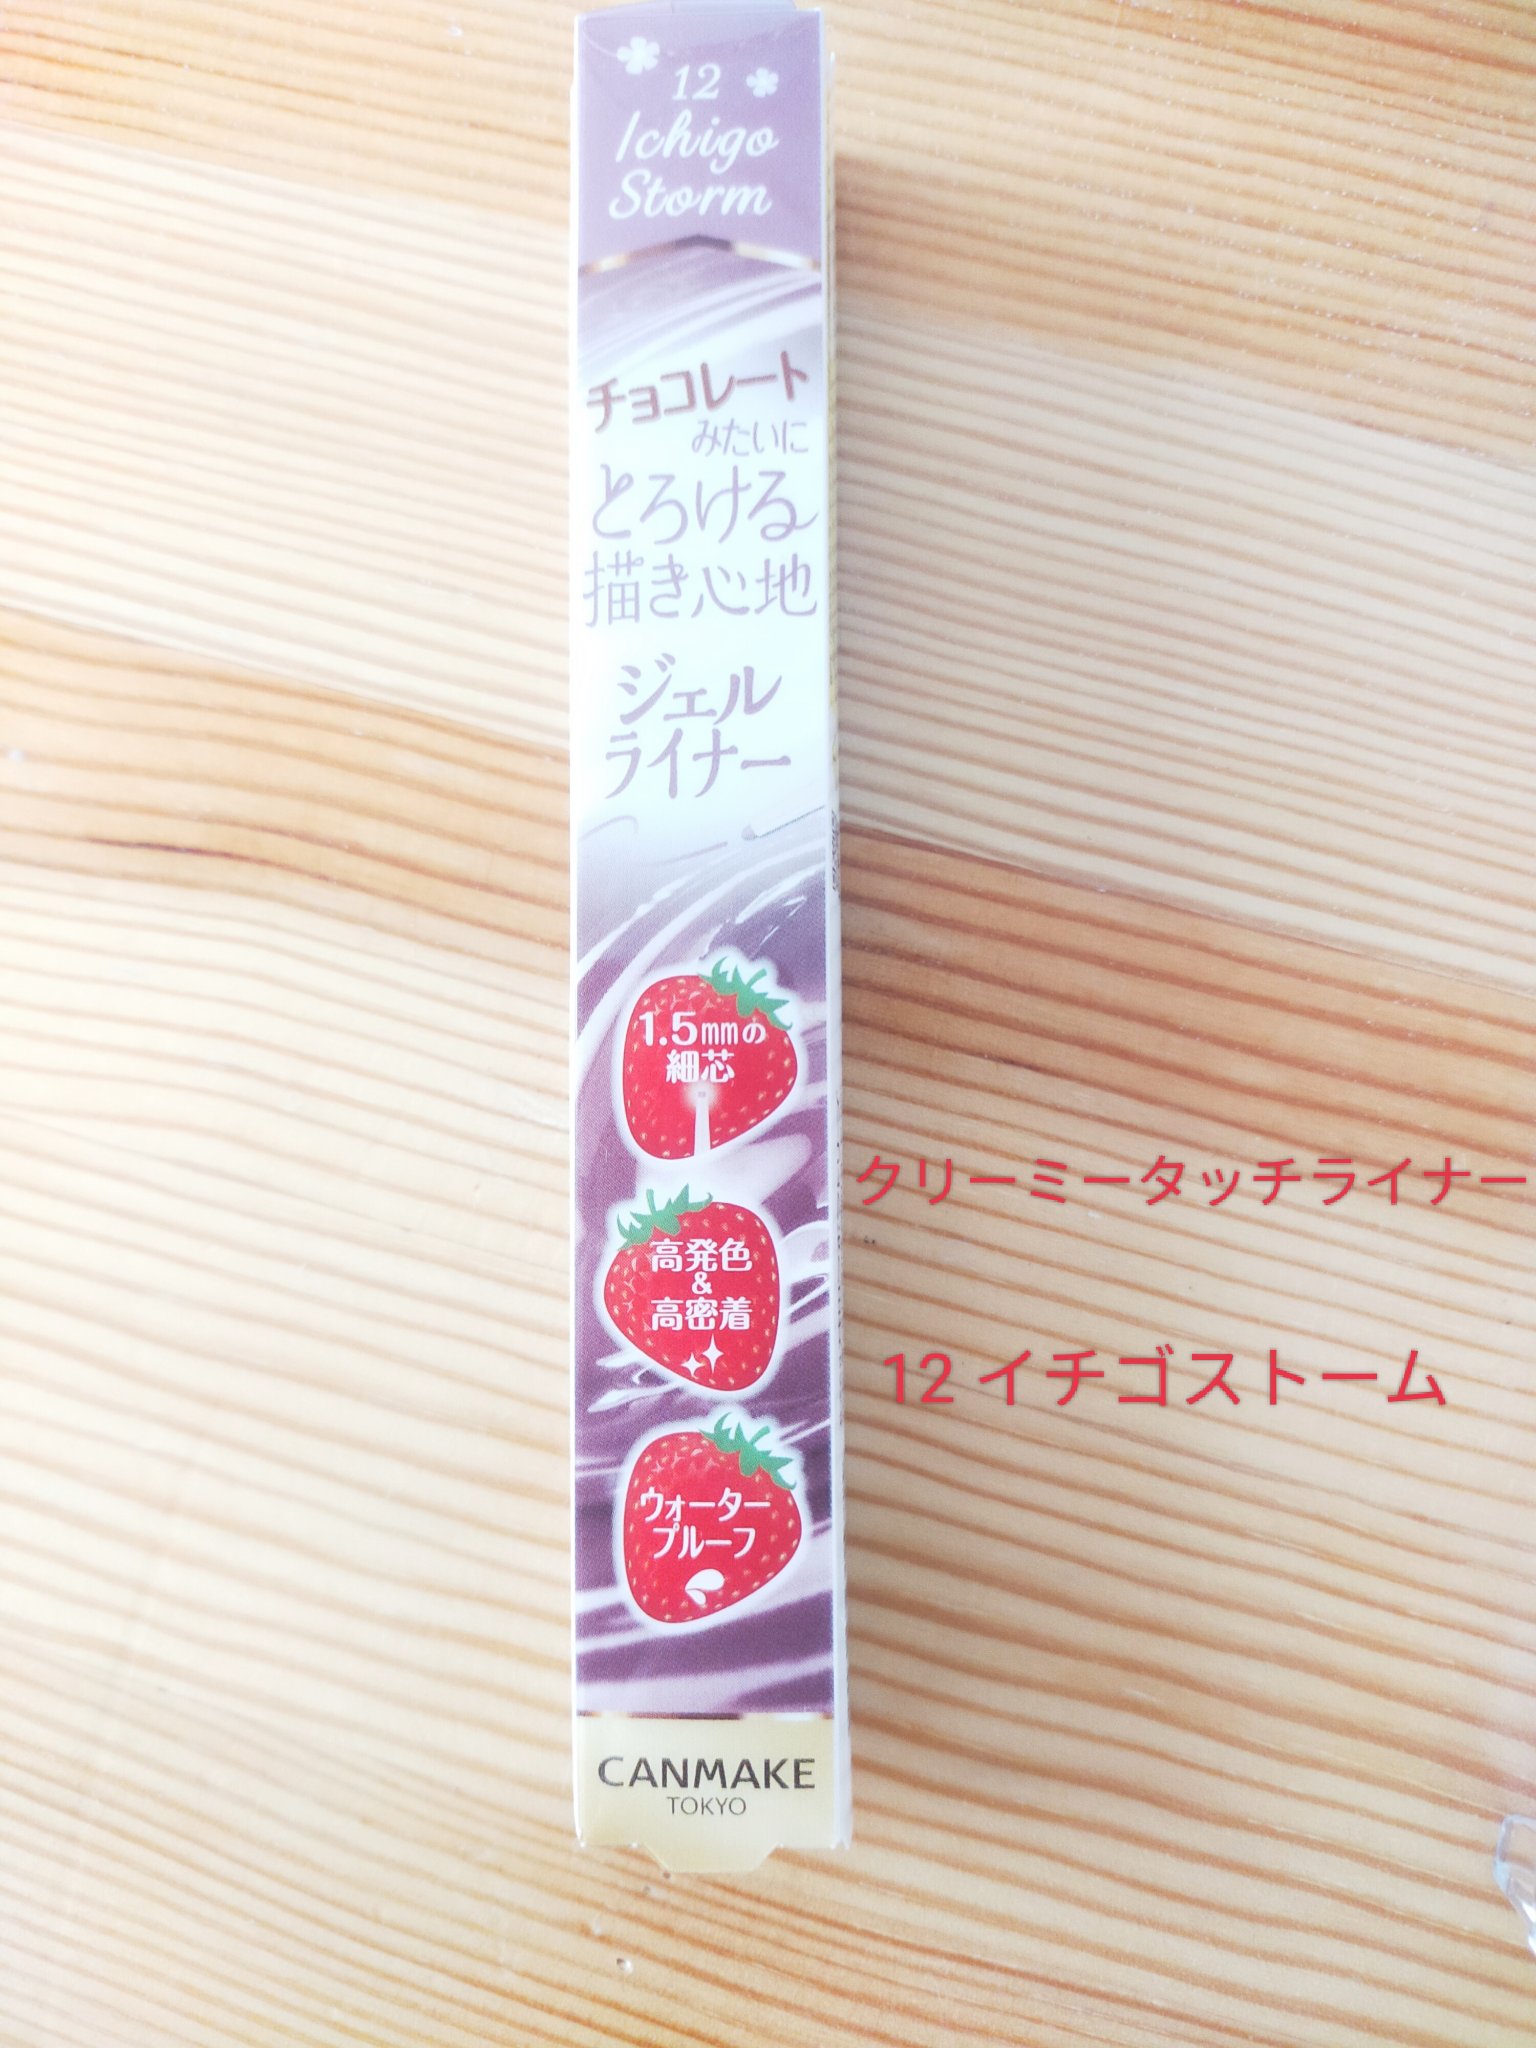 12
Ichigo
Storm
チョコレート
みたいに
とろける
描き心地
ジェル
ライナー
1.5mmの
細芯
高発色
&
高密着
ウォーター
プルーフ
クリーミータッチライナー
12 イチゴストーム
CANMAKE
TOKYO